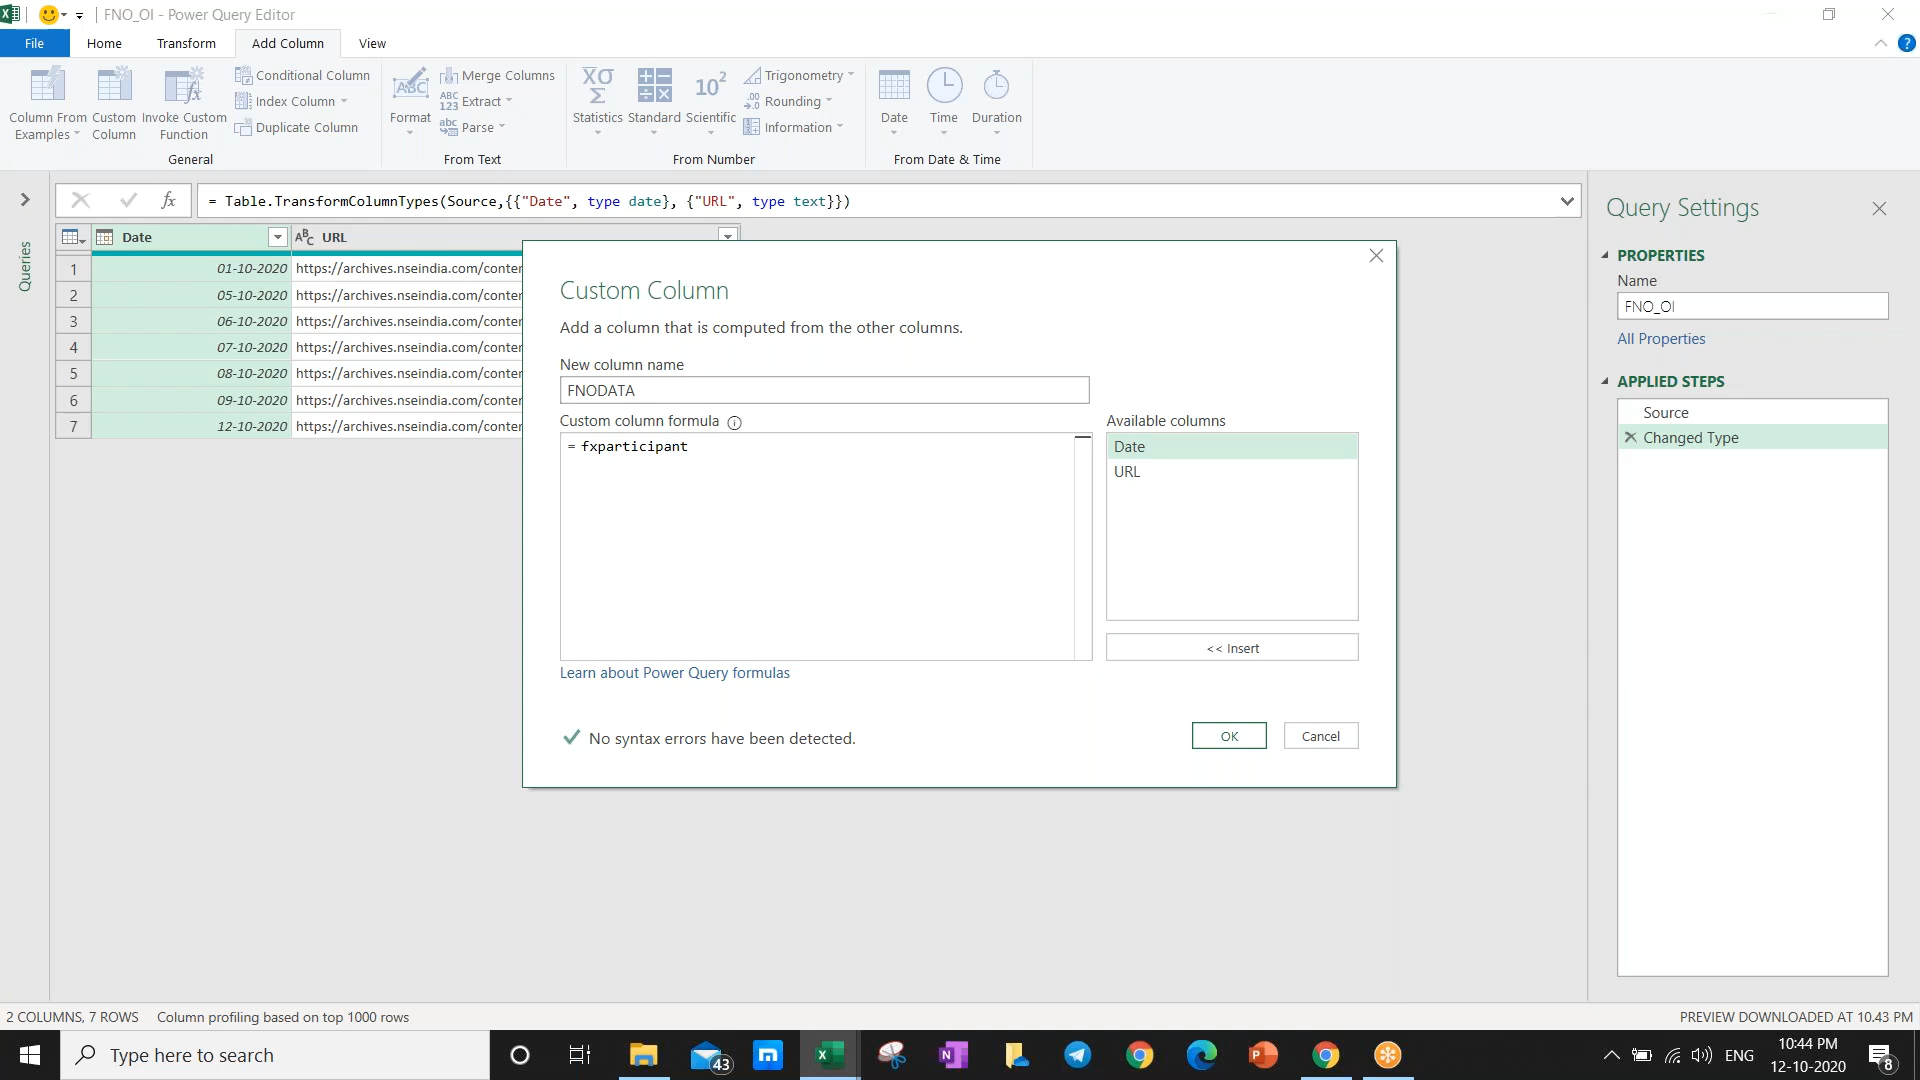 FNO_OI - Power Query Editor
File
Home
Transform
Add Column
View
Column From Examples
Custom Column
Invoke Custom Function
Conditional Column
Index Column
Duplicate Column
General
Format
Merge Columns
Extract
Parse
From Text
Statistics
Standard
Scientific
Trigonometry
Rounding
Information
From Number
Date
Time
Duration
From Date & Time
= Table.TransformColumnTypes(Source,{{"Date", type date}, {"URL", type text}})
Queries
Date
URL
1 01-10-2020 https://archives.nseindia.com/conten
2 05-10-2020 https://archives.nseindia.com/conten
3 06-10-2020 https://archives.nseindia.com/conten
4 07-10-2020 https://archives.nseindia.com/conten
5 08-10-2020 https://archives.nseindia.com/conten
6 09-10-2020 https://archives.nseindia.com/conten
7 12-10-2020 https://archives.nseindia.com/conten
Custom Column
Add a column that is computed from the other columns.
New column name
FNODATA
Custom column formula
= fxparticipant
Available columns
Date
URL
<< Insert
Learn about Power Query formulas
No syntax errors have been detected.
OK
Cancel
Query Settings
PROPERTIES
Name
FNO_OI
All Properties
APPLIED STEPS
Source
Changed Type
2 COLUMNS, 7 ROWS Column profiling based on top 1000 rows
PREVIEW DOWNLOADED AT 10.43 PM
Type here to search
43
ENG
10:44 PM
12-10-2020
8